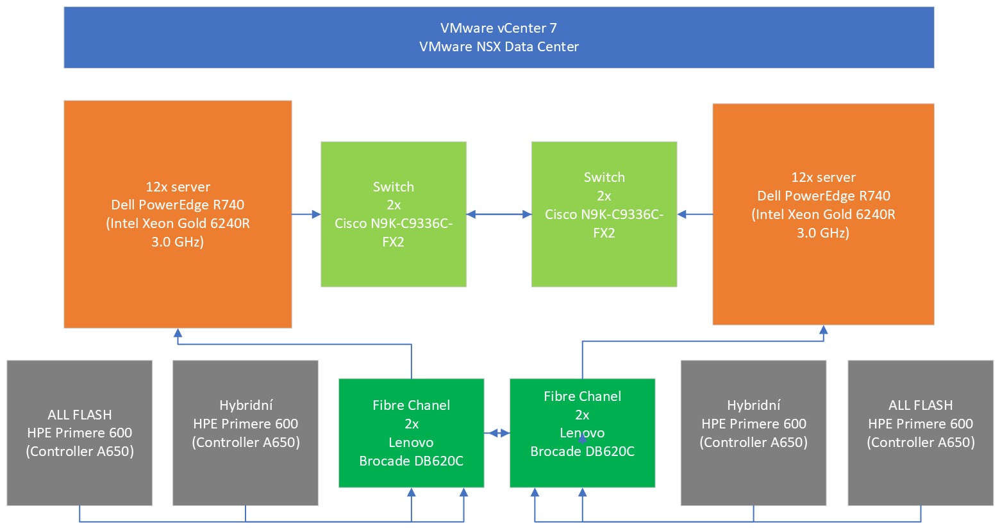 VMware vCenter 7
VMware NSX Data Center
12x server
Dell PowerEdge R740
(Intel Xeon Gold 6240R
3.0 GHz)
Switch
2x
Cisco N9K-C9336C-
FX2
Switch
2x
Cisco N9K-C9336C-
FX2
12x server
Dell PowerEdge R740
(Intel Xeon Gold 6240R
3.0 GHz)
ALL FLASH
HPE Primere 600
(Controller A650)
Hybridní
HPE Primere 600
(Controller A650)
Fibre Chanel
2x
Lenovo
Brocade DB620C
Fibre Chanel
2x
Lenovo
Brocade DB620C
Hybridní
HPE Primere 600
(Controller A650)
ALL FLASH
HPE Primere 600
(Controller A650)